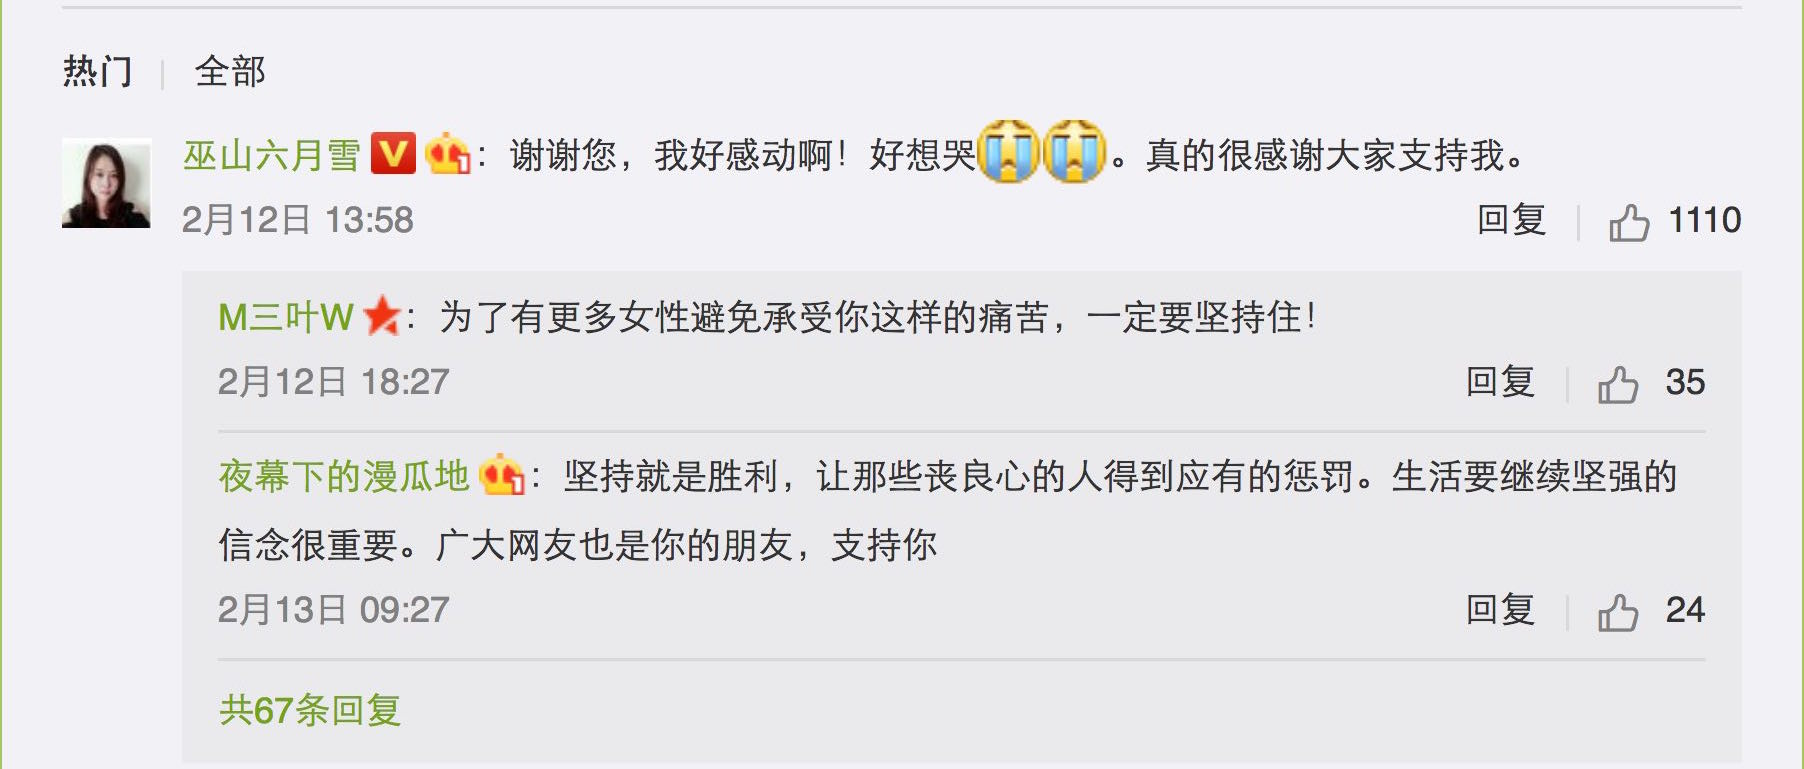 热门 | 全部
巫山六月雪 V : 谢谢您，我好感动啊！好想哭😭😭。真的很感谢大家支持我。
2月12日 13:58 回复 | 1110
M三叶W : 为了有更多女性避免承受你这样的痛苦，一定要坚持住！
2月12日 18:27 回复 | 35
夜幕下的漫瓜地 : 坚持就是胜利，让那些丧良心的人得到应有的惩罚。生活要继续坚强的
信念很重要。广大网友也是你的朋友，支持你
2月13日 09:27 回复 | 24
共67条回复